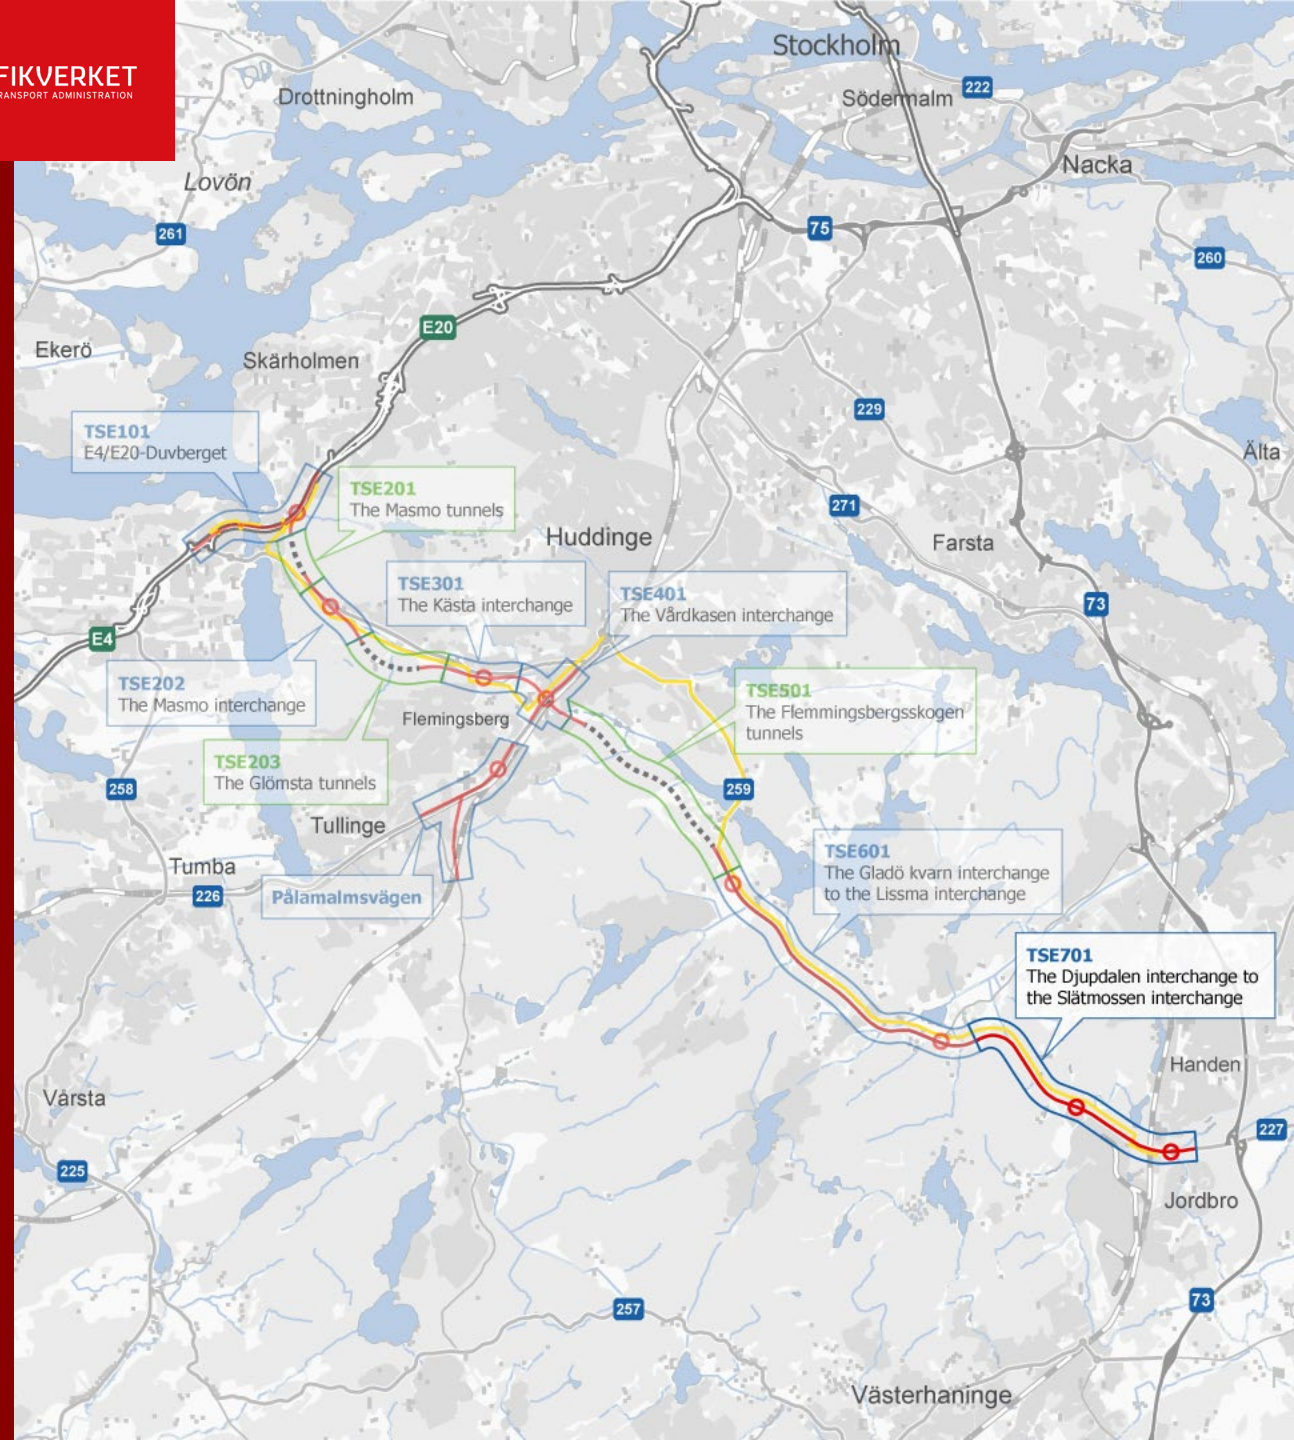 FIKVERKET
RANSPORT ADMINISTRATION
Stockholm
Drottningholm
Södermalm
222
Nacka
Lovön
261
75
260
E20
Ekerö
Skärholmen
229
TSE101
E4/E20-Duvberget
Älta
TSE201
The Masmo tunnels
271
Huddinge
Farsta
TSE301
The Kästa interchange
TSE401
The Vårdkasen interchange
73
E4
TSE202
The Masmo interchange
TSE501
The Flemmingsbergsskogen
tunnels
Flemingsberg
TSE203
The Glömsta tunnels
258
259
Tullinge
TSE601
The Gladö kvarn interchange
to the Lissma interchange
Tumba
226
Pålamalmsvägen
TSE701
The Djupdalen interchange to
the Slätmossen interchange
Handen
Vårsta
227
225
Jordbro
73
257
Västerhaninge